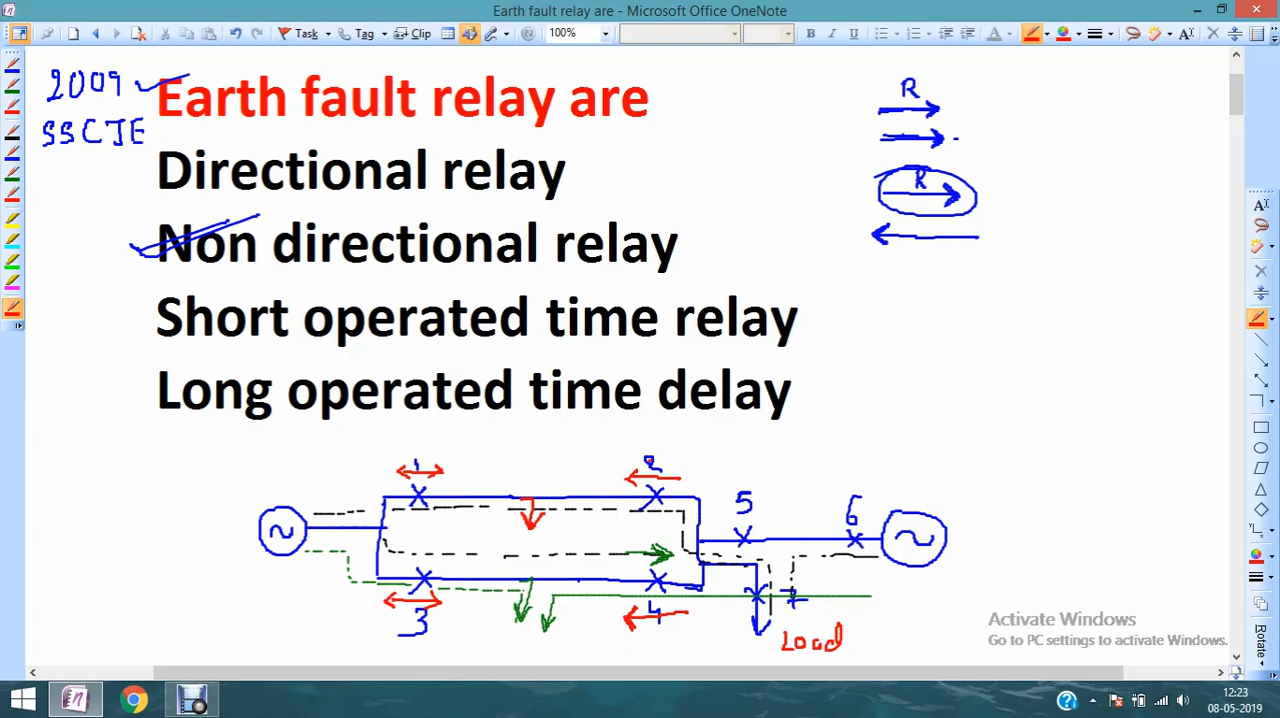 Earth fault relay are - Microsoft Office OneNote
Task
Tag
Clip
100%
B I U
2009
SSCJE
Earth fault relay are
Directional relay
Non directional relay
Short operated time relay
Long operated time delay
R
R
1
2
5
6
3
4
7
Load
Activate Windows
Go to PC settings to activate Windows.
Rotate
12:23
08-05-2019